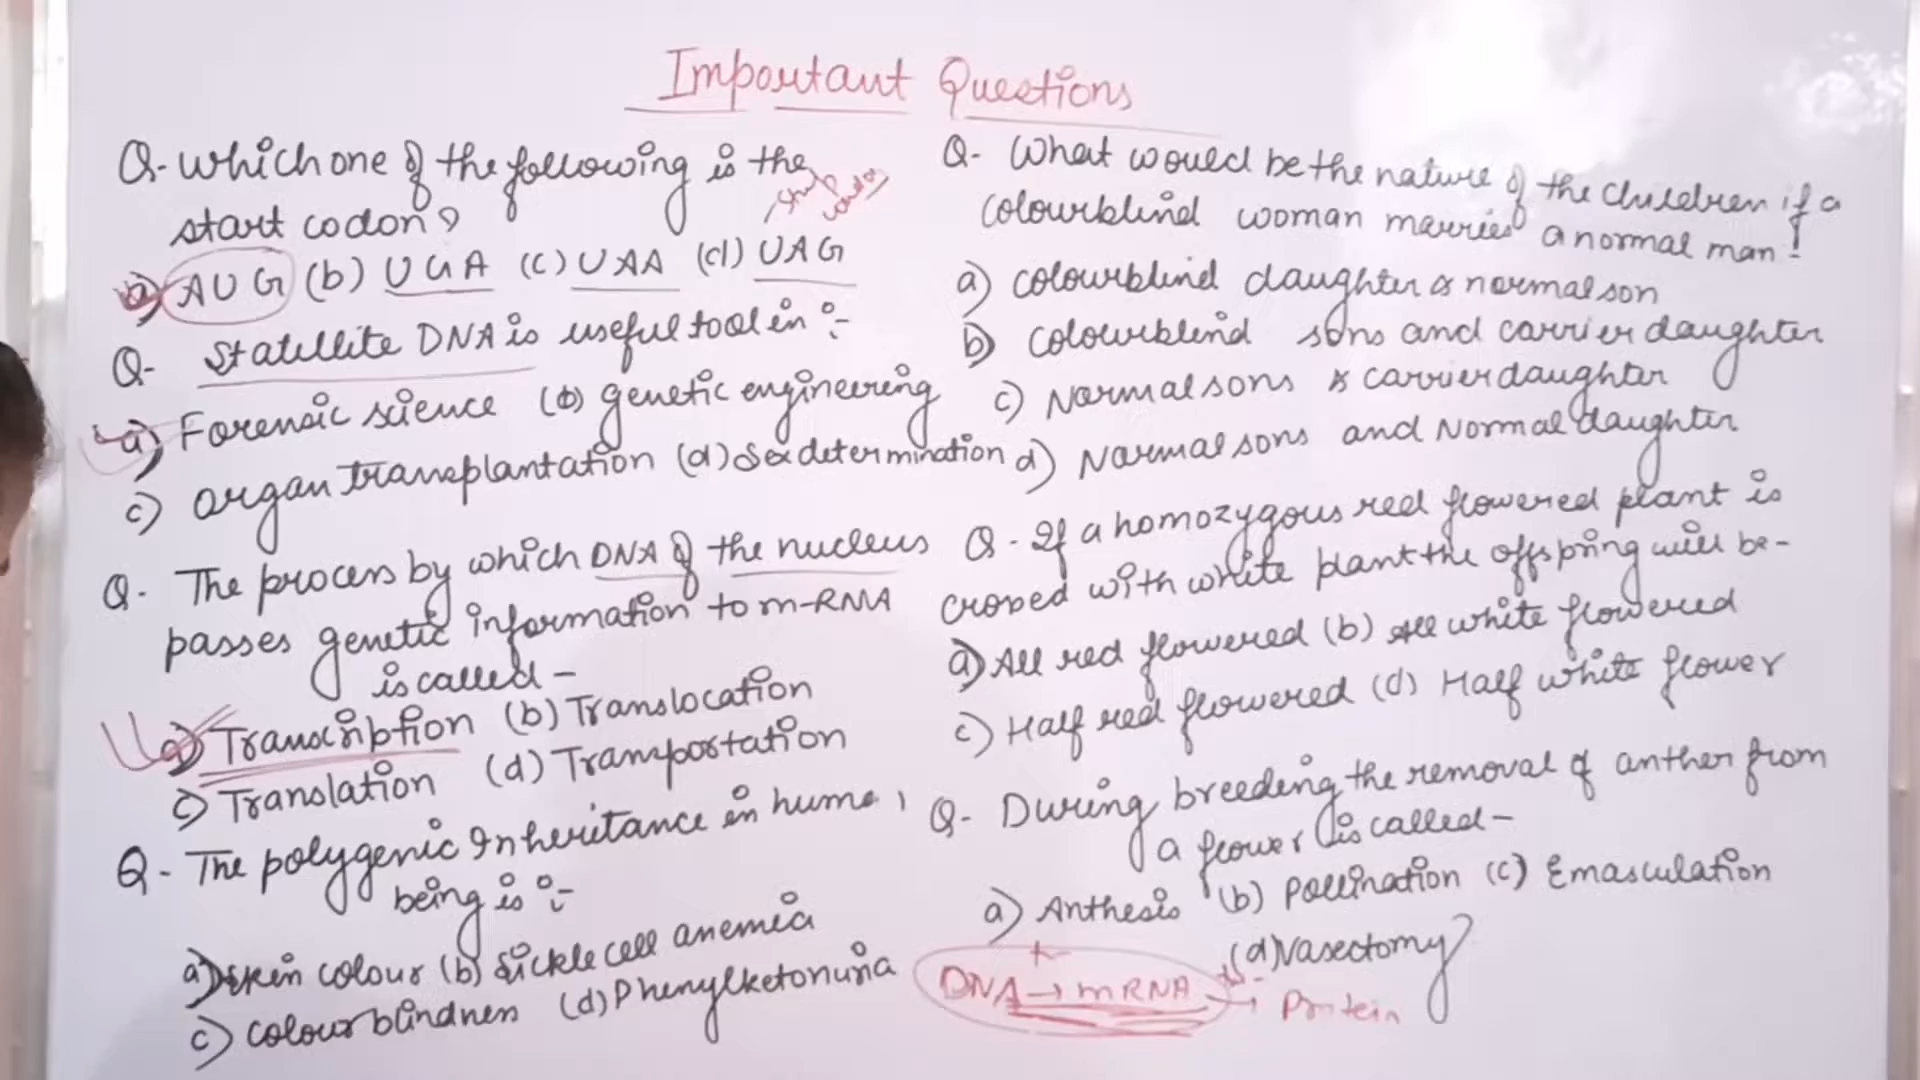 Important Questions
Q- which one of the following is the
start codon?
stop codon
a) AUG (b) UGA (c) UAA (d) UAG
Q- Statellite DNA is useful tool in :-
a) Forensic science (b) genetic engineering
c) organ transplantation (d) Sex determination
Q- The process by which DNA of the nucleus
passes genetic information to m-RNA
is called -
a) Transcription (b) Translocation
c) Translation (d) Transportation
Q- The polygenic Inheritance in huma
being is :-
a) skin colour (b) Sickle cell anemia
c) colour blindness (d) Phenylketonuria
Q- What would be the nature of the children if a
colourblind woman marries a normal man!
a) colourblind daughter & normal son
b) colourblind sons and carrier daughter
c) Normal sons & carrier daughter
d) Normal sons and Normal daughter
Q- If a homozygous red flowered plant is
crossed with white plant the offspring will be-
a) All red flowered (b) All white flowered
c) Half red flowered (d) Half white flower
Q- During breeding the removal of anther from
a flower is called-
a) Anthesis (b) Pollination (c) Emasculation
(d) Vasectomy
DNA → mRNA → Protein